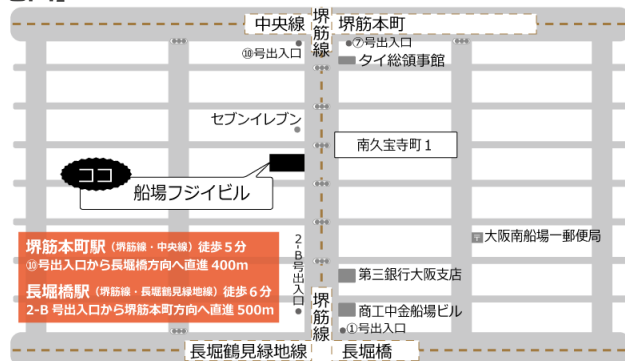 中央線
堺筋線
堺筋本町
⑩号出入口
⑦号出入口
タイ総領事館
セブンイレブン
南久宝寺町1
ココ
船場フジイビル
堺筋本町駅（堺筋線・中央線）徒歩5分
⑩号出入口から長堀橋方向へ直進 400m
長堀橋駅（堺筋線・長堀鶴見緑地線）徒歩6分
2-B 号出入口から堺筋本町方向へ直進 500m
2-B号出入口
〒大阪南船場一郵便局
第三銀行大阪支店
商工中金船場ビル
①号出入口
堺筋線
長堀鶴見緑地線
長堀橋